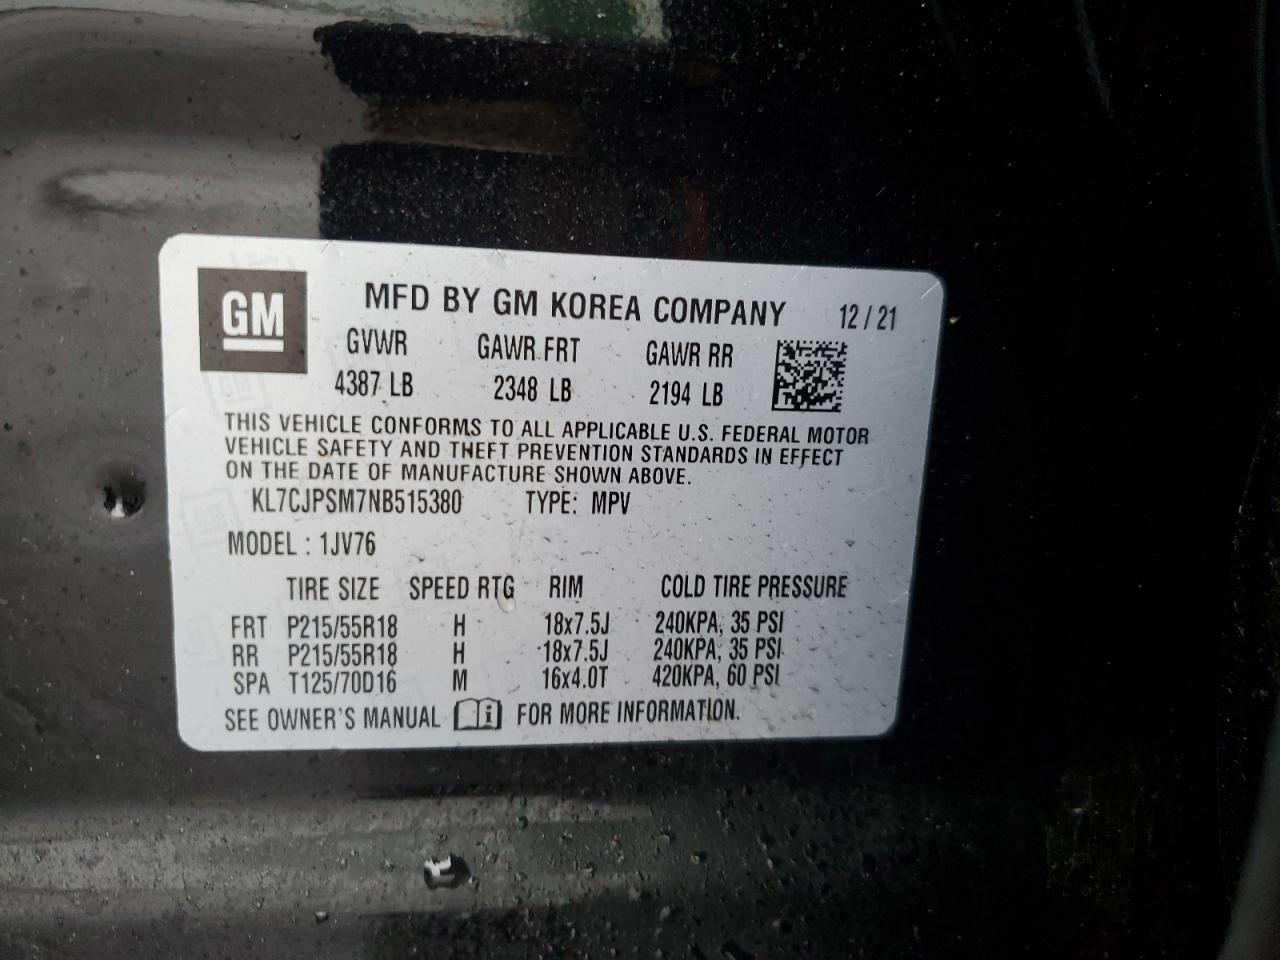 GM
MFD BY GM KOREA COMPANY 12/21
GVWR GAWR FRT GAWR RR
4387 LB 2348 LB 2194 LB
THIS VEHICLE CONFORMS TO ALL APPLICABLE U.S. FEDERAL MOTOR
VEHICLE SAFETY AND THEFT PREVENTION STANDARDS IN EFFECT
ON THE DATE OF MANUFACTURE SHOWN ABOVE.
KL7CJPSM7NB515380 TYPE: MPV
MODEL : 1JV76
TIRE SIZE SPEED RTG RIM COLD TIRE PRESSURE
FRT P215/55R18 H 18x7.5J 240KPA, 35 PSI
RR P215/55R18 H 18x7.5J 240KPA, 35 PSI
SPA T125/70D16 M 16x4.0T 420KPA, 60 PSI
SEE OWNER'S MANUAL i FOR MORE INFORMATION.